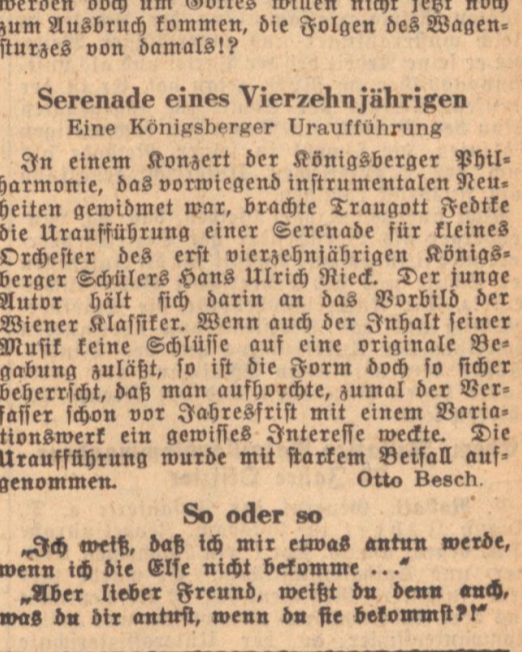 werden doch um Gottes willen nicht jetzt noch
zum Ausbruch kommen, die Folgen des Wagen-
sturzes von damals!?
Serenade eines Vierzehnjährigen
Eine Königsberger Uraufführung
In einem Konzert der Königsberger Phil-
harmonie, das vorwiegend instrumentalen Neu-
heiten gewidmet war, brachte Traugott Fedtke
die Uraufführung einer Serenade für kleines
Orchester des erst vierzehnjährigen Königs-
berger Schülers Hans Ulrich Rieck. Der junge
Autor hält sich darin an das Vorbild der
Wiener Klassiker. Wenn auch der Inhalt seiner
Musik keine Schlüsse auf eine originale Be-
gabung zuläßt, so ist die Form doch so sicher
beherrscht, daß man aufhorchte, zumal der Ver-
fasser schon vor Jahresfrist mit einem Varia-
tionswerk ein gewisses Interesse weckte. Die
Uraufführung wurde mit starkem Beifall auf-
genommen. Otto Besch.
So oder so
„Ich weiß, daß ich mir etwas antun werde,
wenn ich die Else nicht bekomme ...“
„Aber lieber Freund, weißt du denn auch,
was du dir antust, wenn du sie bekommst?!“